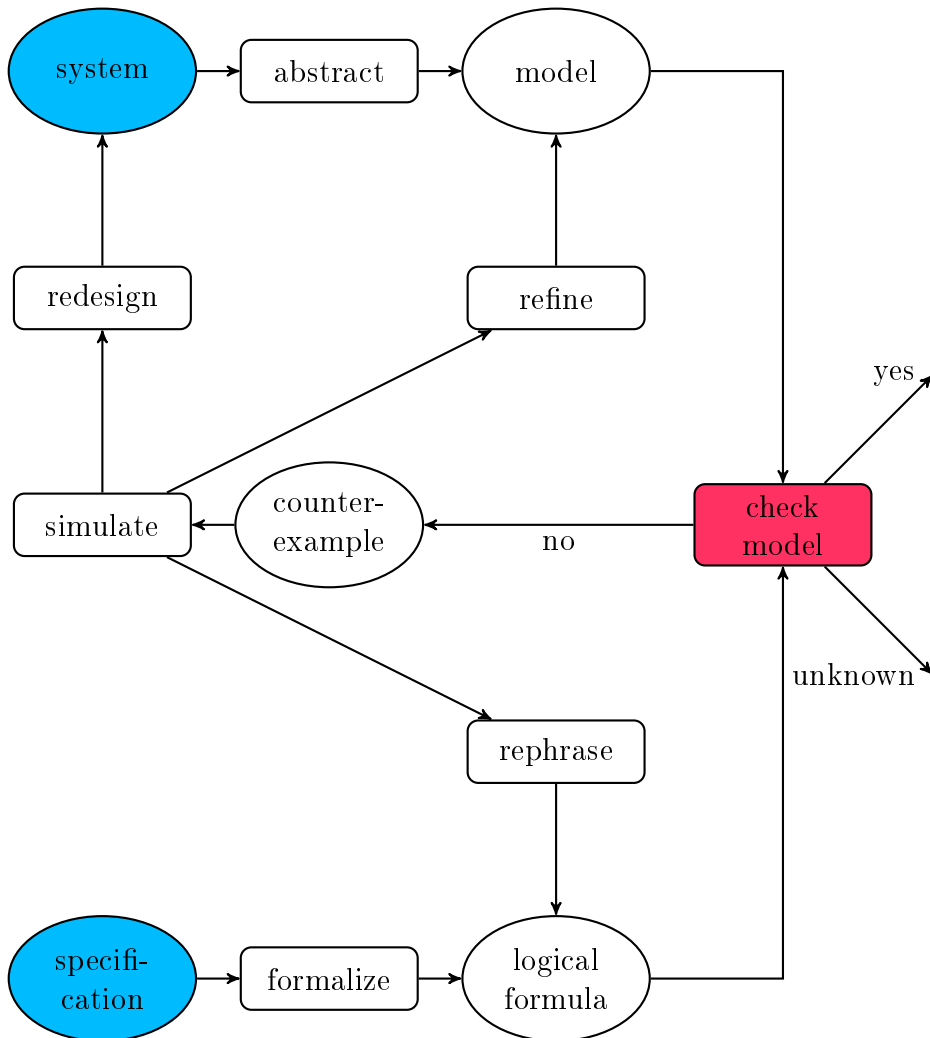 system
abstract
model
redesign
refine
yes
simulate
counter-
example
no
check
model
unknown
rephrase
specifi-
cation
formalize
logical
formula